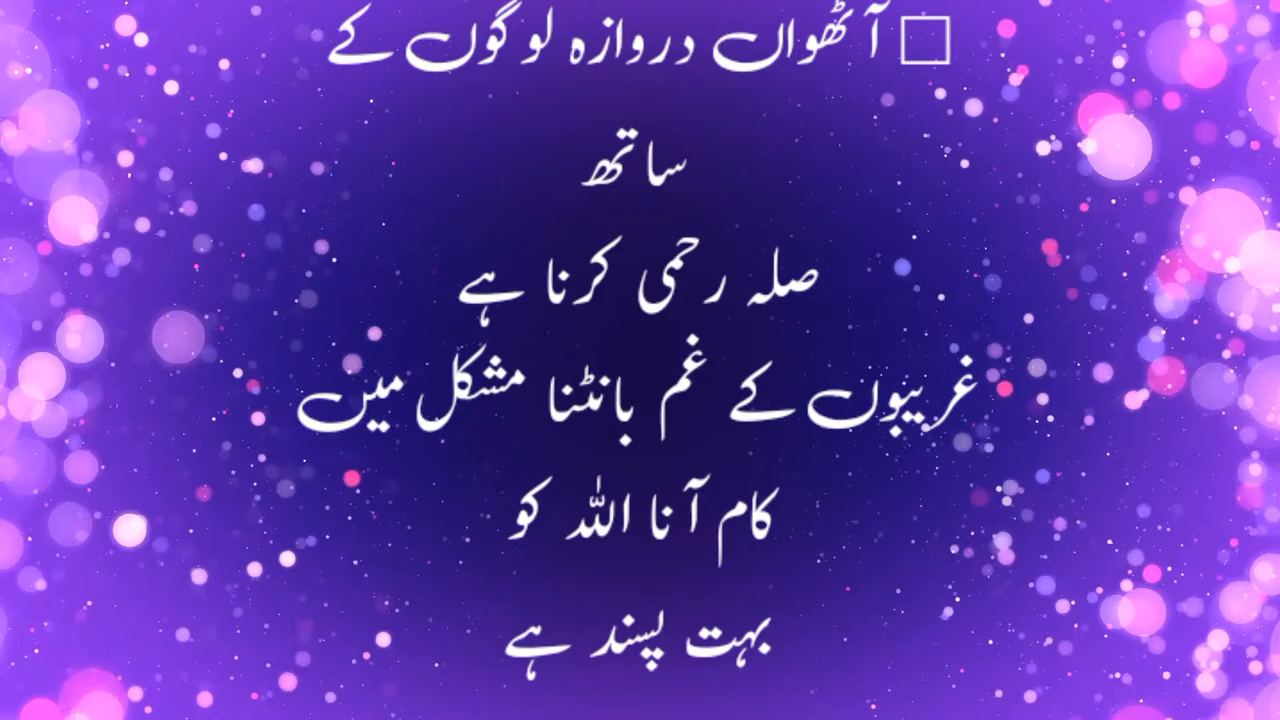 آٹھواں دروازہ لوگوں کے
ساتھ
صلہ رحمی کرنا ہے
غریبوں کے غم بانٹنا مشکل میں
کام آنا اللہ کو
بہت پسند ہے